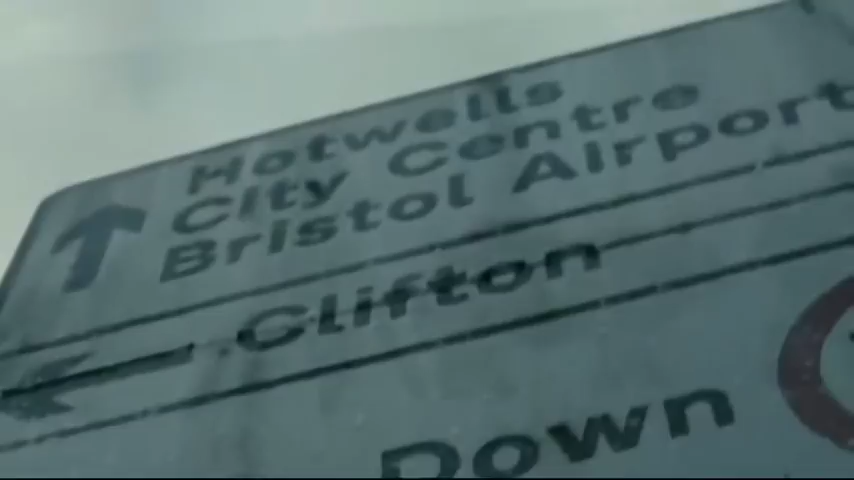 Hotwells
City Centre
Bristol Airport
Clifton
Down